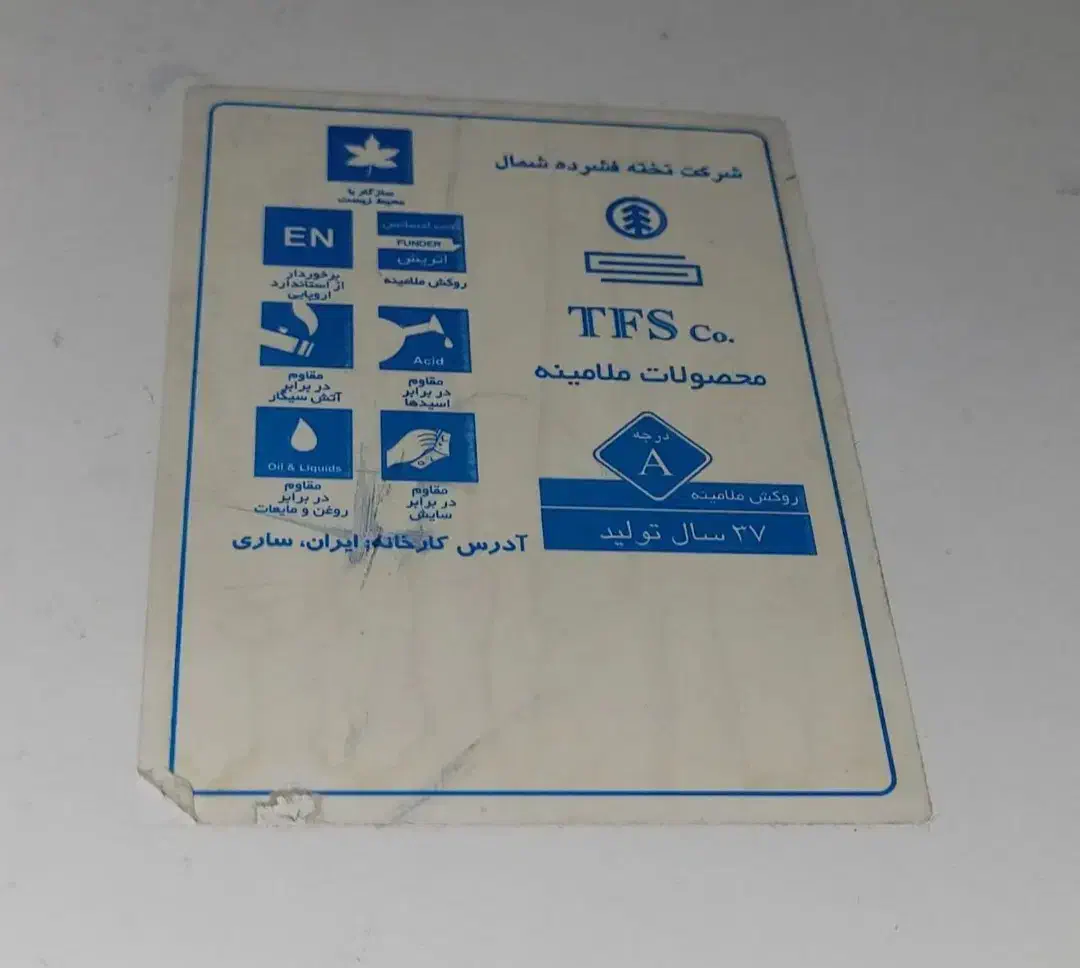 شرکت تخته فشرده شمال
TFS Co.
محصولات ملامینه
درجه
A
روکش ملامینه
۳۷ سال تولید
سازگار با
محیط زیست
FUNDER
اتریش
روکش ملامینه
EN
برخوردار
از استاندارد
اروپایی
Acid
مقاوم
در برابر
اسیدها
مقاوم
در برابر
آتش سیگار
مقاوم
در برابر
سایش
Oil & Liquids
مقاوم
در برابر
روغن و مایعات
آدرس کارخانه: ایران، ساری